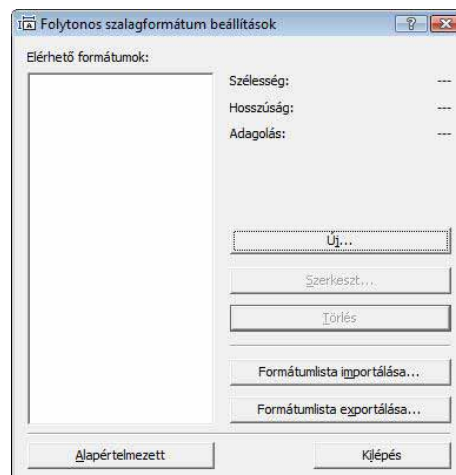 Folytonos szalagformátum beállítások
Elérhető formátumok:
Szélesség: ---
Hosszúság: ---
Adagolás: ---
Új...
Szerkeszt...
Törlés
Formátumlista importálása...
Formátumlista exportálása...
Alapértelmezett
Kilépés